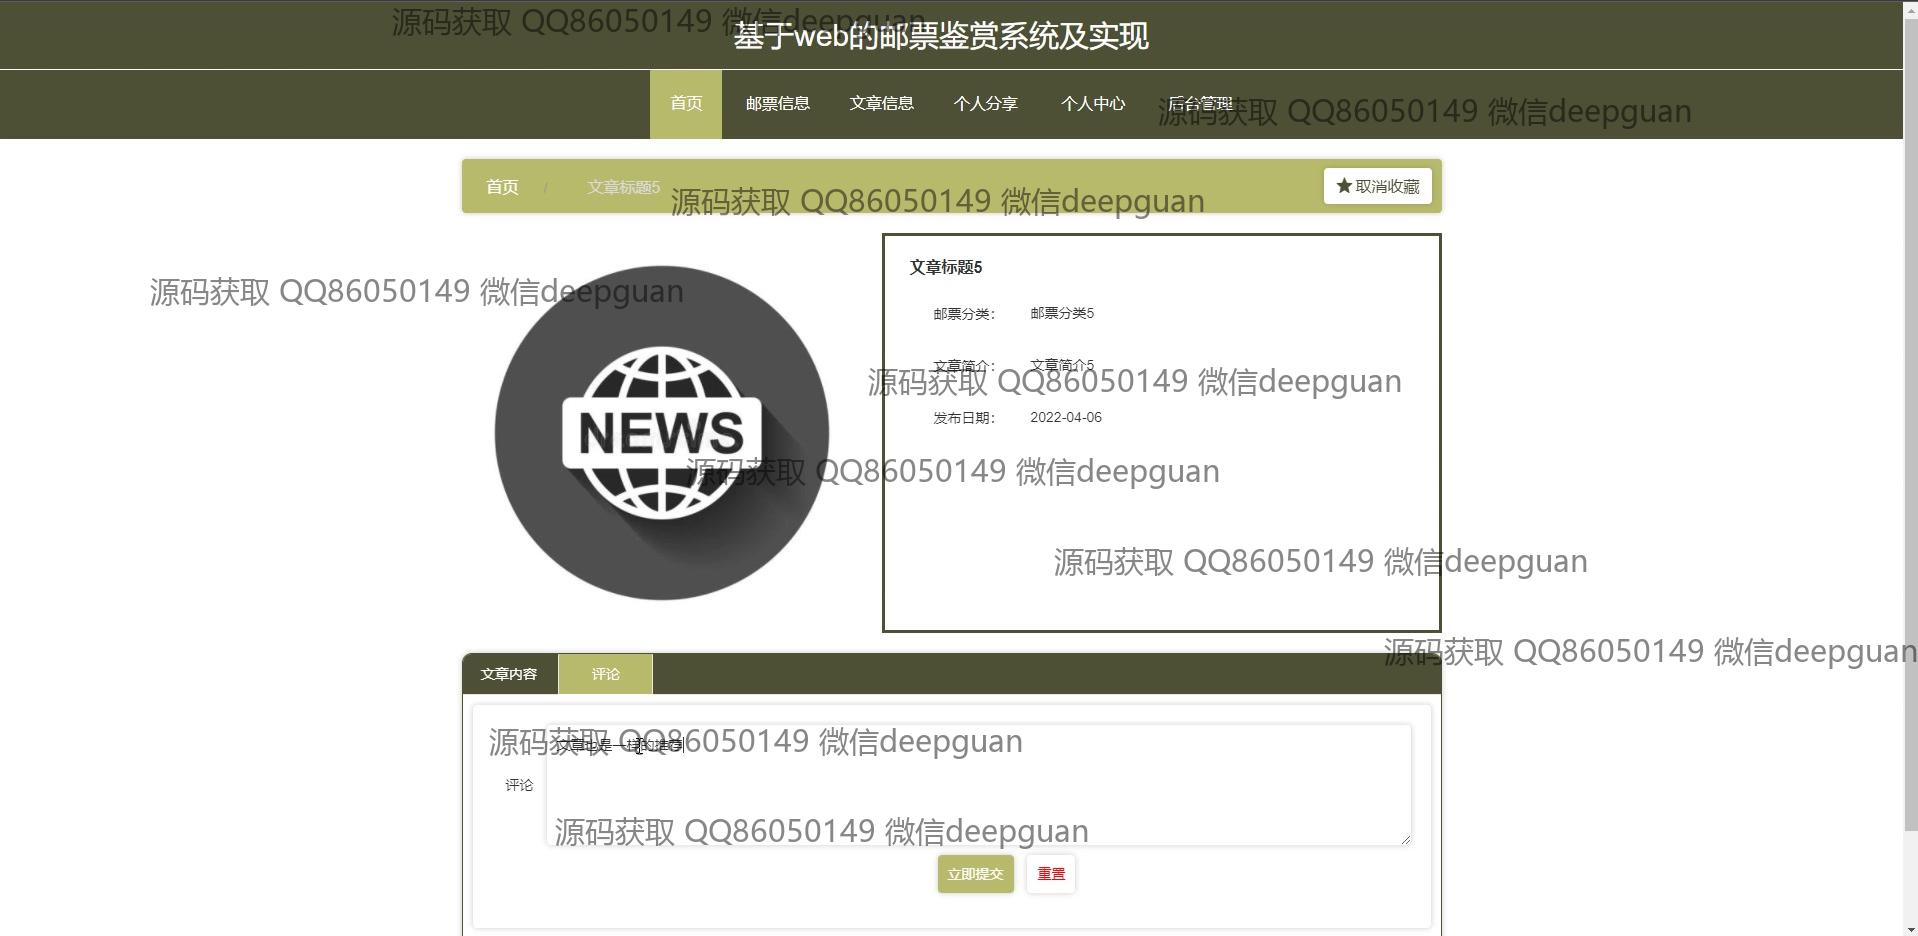 源码获取 QQ86050149 微信deepguan
基于web的邮票鉴赏系统及实现
首页 邮票信息 文章信息 个人分享 个人中心 后台管理
源码获取 QQ86050149 微信deepguan
首页 / 文章标题5
取消收藏
源码获取 QQ86050149 微信deepguan
文章标题5
源码获取 QQ86050149 微信deepguan
邮票分类： 邮票分类5
文章简介： 文章简介5
源码获取 QQ86050149 微信deepguan
发布日期： 2022-04-06
NEWS
源码获取 QQ86050149 微信deepguan
源码获取 QQ86050149 微信deepguan
源码获取 QQ86050149 微信deepguan
文章内容 评论
源码获取 QQ86050149 微信deepguan
文章也是一样的推荐
评论
源码获取 QQ86050149 微信deepguan
立即提交 重置